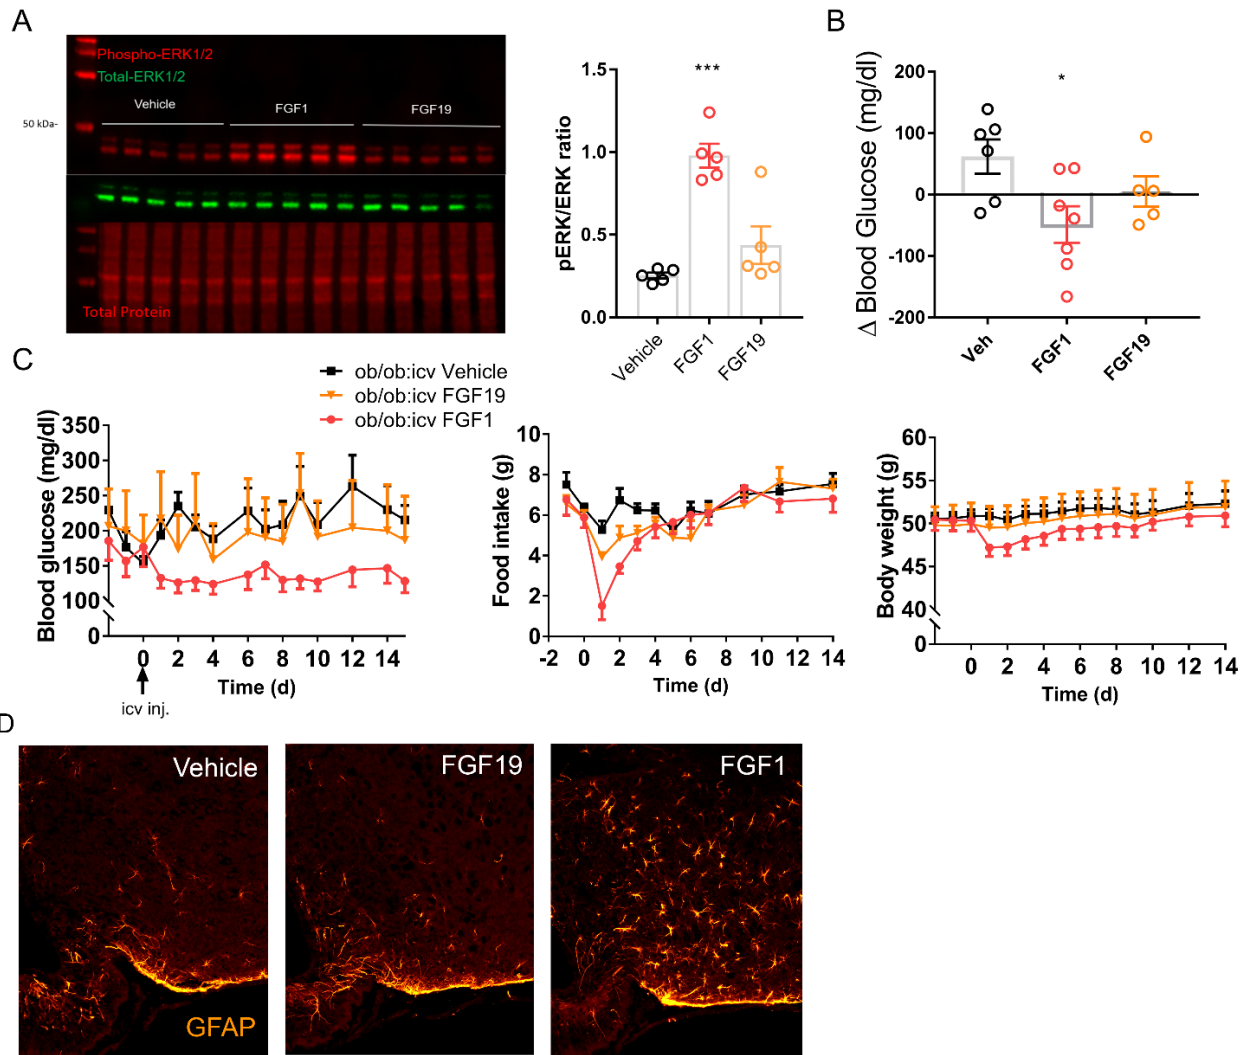 A
B
Phospho-ERK1/2
Total-ERK1/2
Vehicle
FGF1
FGF19
50 kDa-
Total Protein
pERK/ERK ratio
1.5
1.0
0.5
0.0
***
Vehicle
FGF1
FGF19
Δ Blood Glucose (mg/dl)
200
100
0
-100
-200
*
Veh
FGF1
FGF19
C
ob/ob:icv Vehicle
ob/ob:icv FGF19
ob/ob:icv FGF1
Blood glucose (mg/dl)
350
300
250
200
150
100
0
0 2 4 6 8 10 12 14
Time (d)
icv inj.
Food intake (g)
10
8
6
4
2
0
-2 0 2 4 6 8 10 12 14
Time (d)
Body weight (g)
60
50
45
40
0
0 2 4 6 8 10 12 14
Time (d)
D
Vehicle
FGF19
FGF1
GFAP